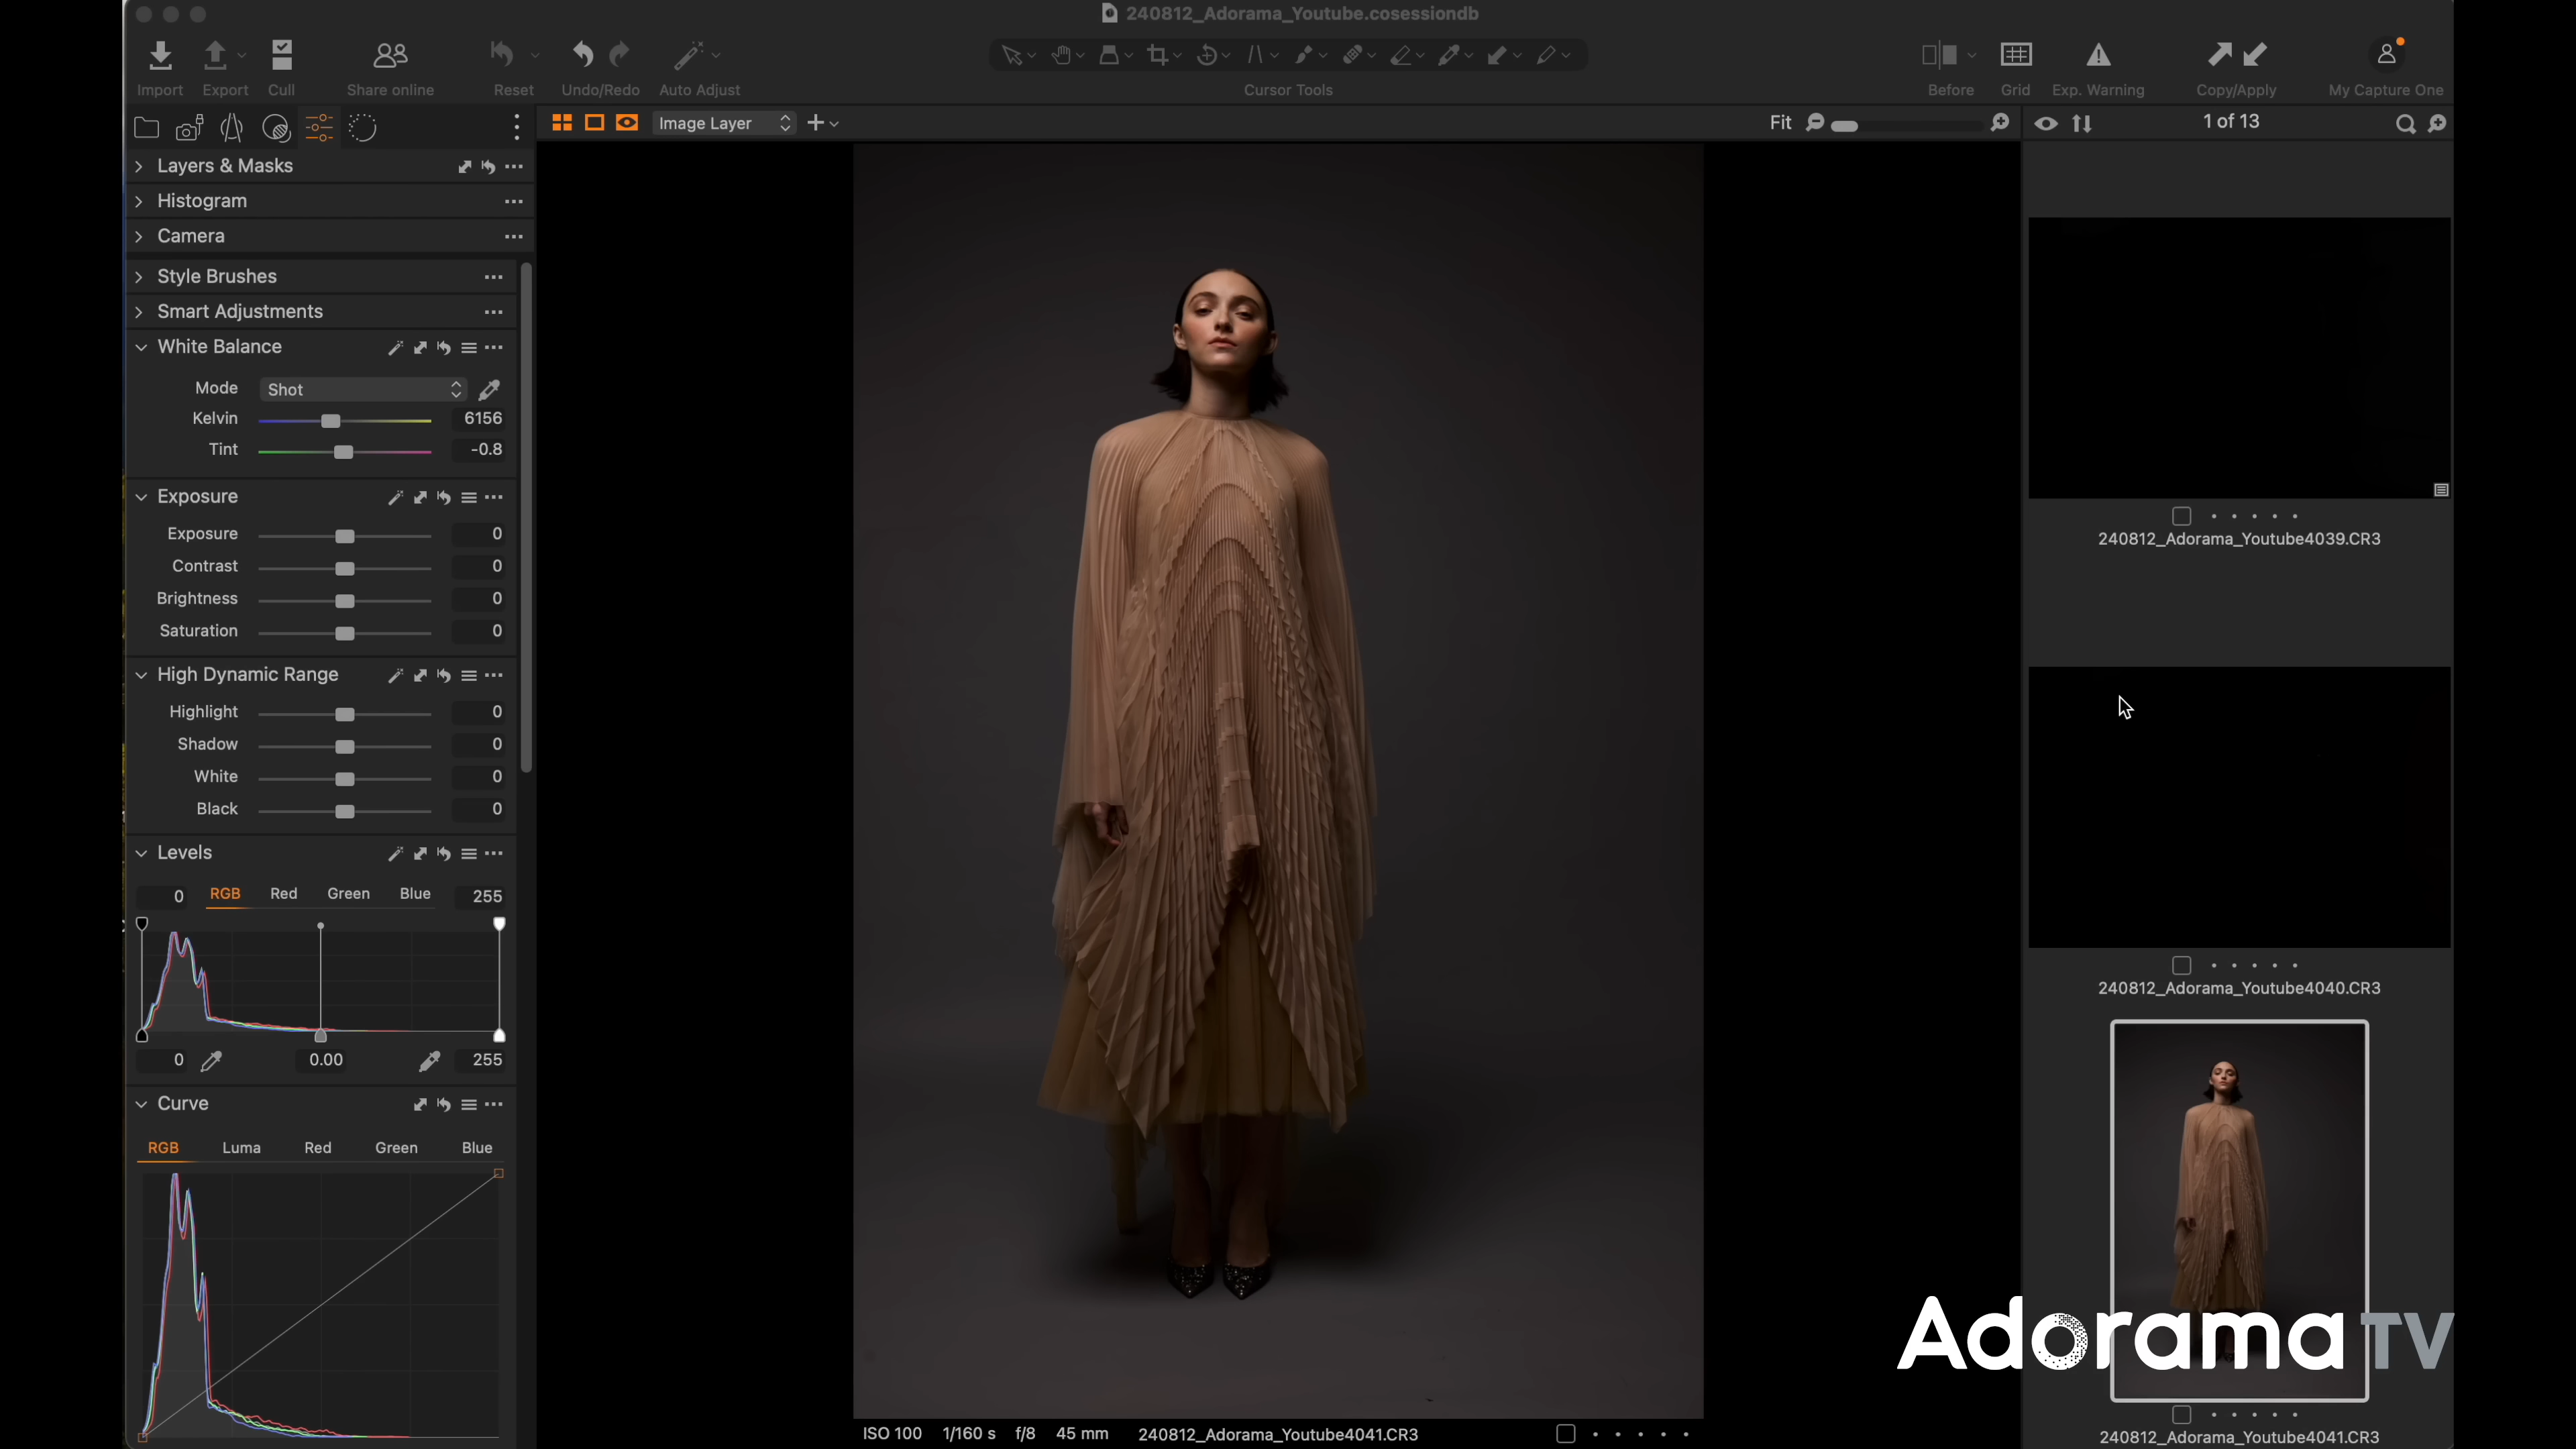 240812_Adorama_Youtube.cosessiondb
Import Export Cull Share online Reset Undo/Redo Auto Adjust Cursor Tools Before Grid Exp. Warning Copy/Apply My Capture One
Image Layer Fit 1 of 13
Layers & Masks
Histogram
Camera
Style Brushes
Smart Adjustments
White Balance
Mode Shot
Kelvin 6156
Tint -0.8
Exposure
Exposure 0
Contrast 0
Brightness 0
Saturation 0
High Dynamic Range
Highlight 0
Shadow 0
White 0
Black 0
Levels
0 RGB Red Green Blue 255
0 0.00 255
Curve
RGB Luma Red Green Blue
ISO 100 1/160 s f/8 45 mm 240812_Adorama_Youtube4041.CR3
240812_Adorama_Youtube4039.CR3
240812_Adorama_Youtube4040.CR3
Adorama TV
240812_Adorama_Youtube4041.CR3